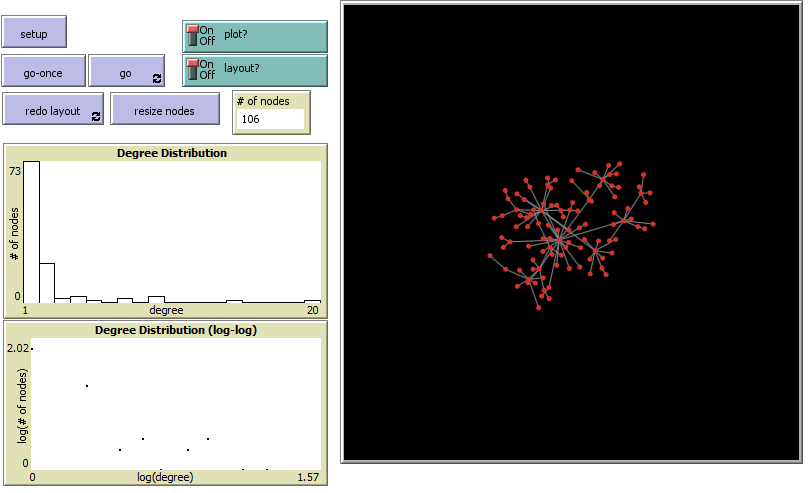 setup
On
Off
plot?
go-once
go
On
Off
layout?
redo layout
resize nodes
# of nodes
106
Degree Distribution
73
# of nodes
0
1
degree
20
Degree Distribution (log-log)
2.02
log(# of nodes)
0
0
log(degree)
1.57